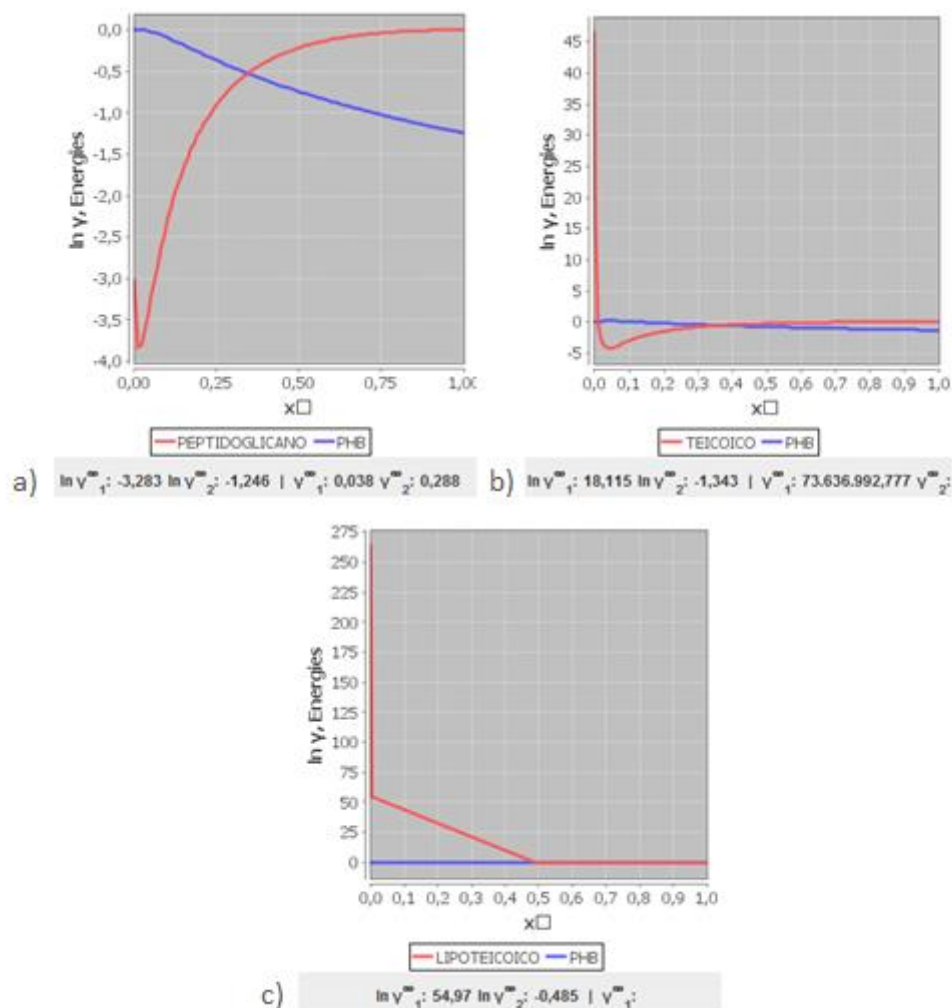 0,0
-0,5
-1,0
-1,5
-2,0
-2,5
-3,0
-3,5
-4,0
ln γ, Energies
0,00 0,25 0,50 0,75 1,00
x□
PEPTIDOGLICANO PHB
a) ln γ∞1: -3,283 ln γ∞2: -1,246 | γ∞1: 0,038 γ∞2: 0,288
45
40
35
30
25
20
15
10
5
0
-5
ln γ, Energies
0,0 0,1 0,2 0,3 0,4 0,5 0,6 0,7 0,8 0,9 1,0
x□
TEICOICO PHB
b) ln γ∞1: 18,115 ln γ∞2: -1,343 | γ∞1: 73.636.992,777 γ∞2:
275
250
225
200
175
150
125
100
75
50
25
0
ln γ, Energies
0,0 0,1 0,2 0,3 0,4 0,5 0,6 0,7 0,8 0,9 1,0
x□
LIPOTEICOICO PHB
c) ln γ∞1: 54,97 ln γ∞2: -0,485 | γ∞1: